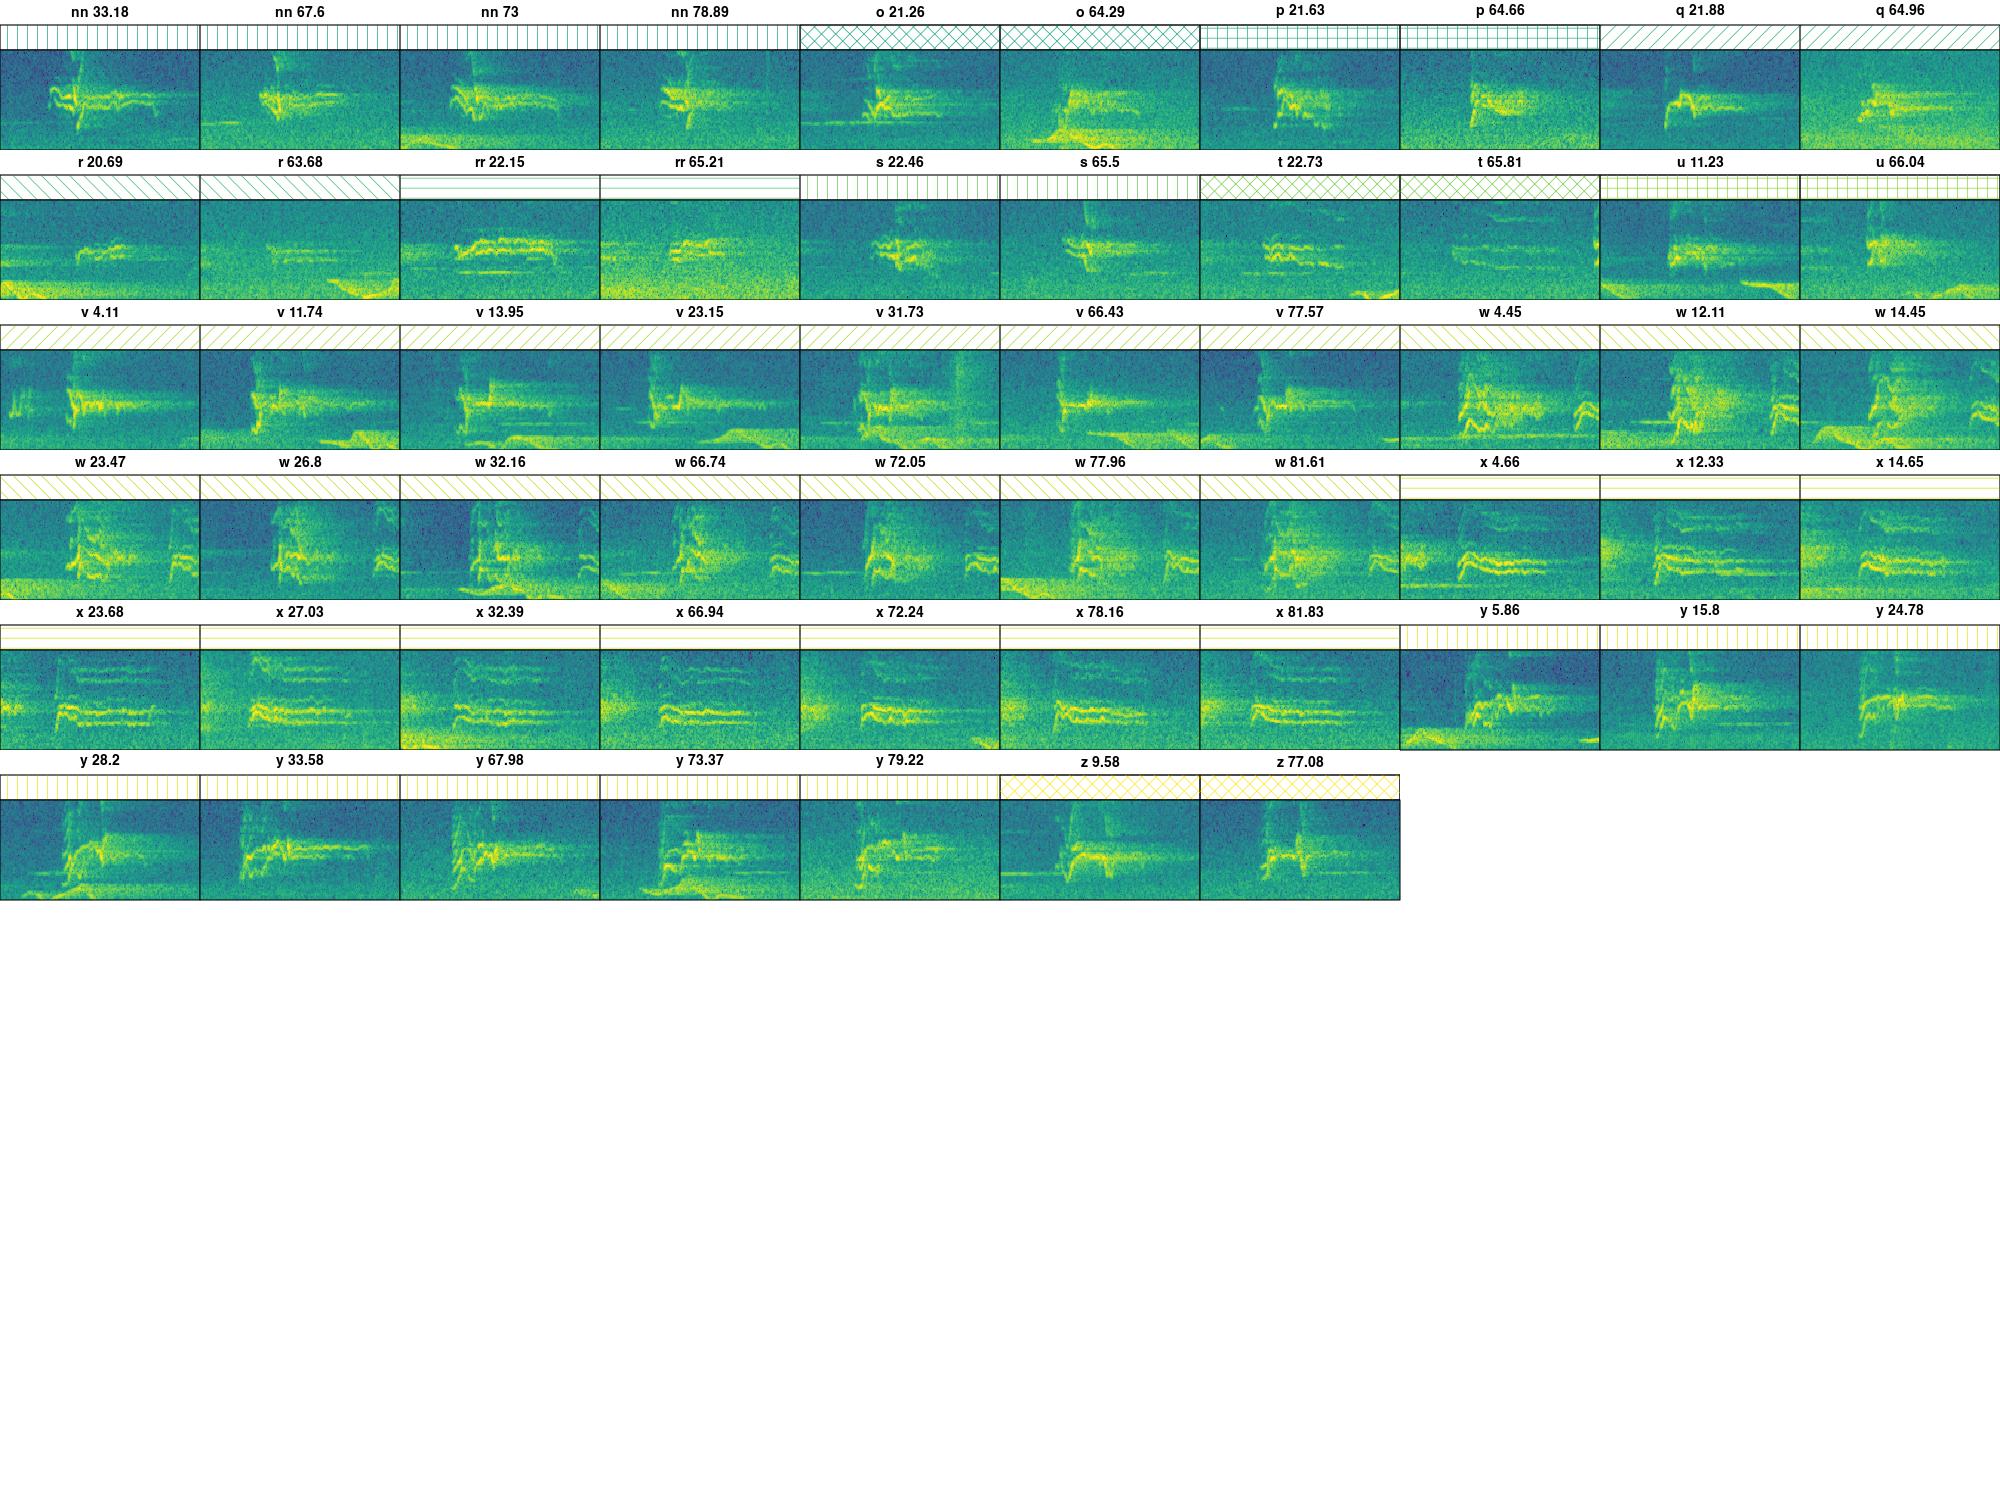 nn 33.18 nn 67.6 nn 73 nn 78.89 o 21.26 o 64.29 p 21.63 p 64.66 q 21.88 q 64.96
r 20.69 r 63.68 rr 22.15 rr 65.21 s 22.46 s 65.5 t 22.73 t 65.81 u 11.23 u 66.04
v 4.11 v 11.74 v 13.95 v 23.15 v 31.73 v 66.43 v 77.57 w 4.45 w 12.11 w 14.45
w 23.47 w 26.8 w 32.16 w 66.74 w 72.05 w 77.96 w 81.61 x 4.66 x 12.33 x 14.65
x 23.68 x 27.03 x 32.39 x 66.94 x 72.24 x 78.16 x 81.83 y 5.86 y 15.8 y 24.78
y 28.2 y 33.58 y 67.98 y 73.37 y 79.22 z 9.58 z 77.08